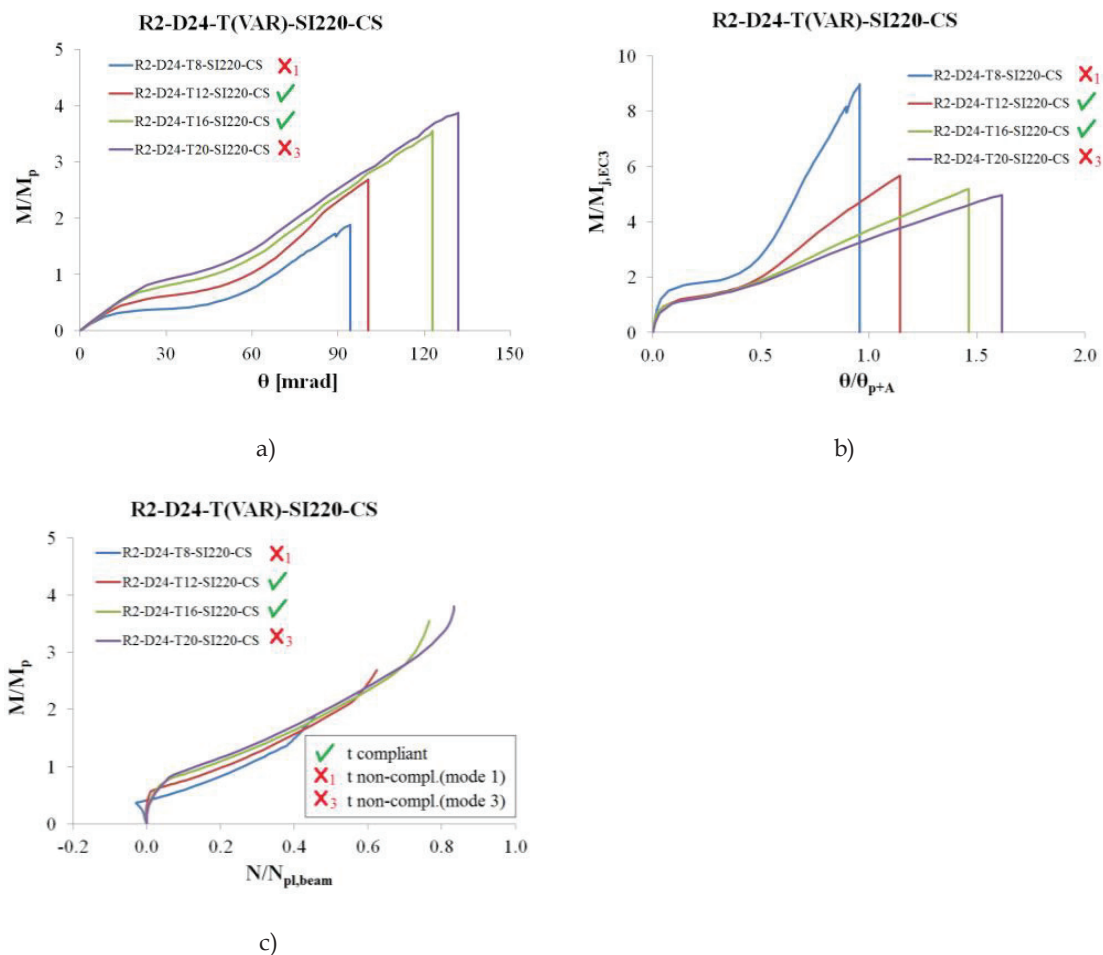 R2-D24-T(VAR)-SI220-CS
5
4
3
2
1
0
M/Mp
R2-D24-T8-SI220-CS ✗1
R2-D24-T12-SI220-CS ✓
R2-D24-T16-SI220-CS ✓
R2-D24-T20-SI220-CS ✗3
0 30 60 90 120 150
θ [mrad]
a)
R2-D24-T(VAR)-SI220-CS
10
8
6
4
2
0
M/Mj,EC3
R2-D24-T8-SI220-CS ✗1
R2-D24-T12-SI220-CS ✓
R2-D24-T16-SI220-CS ✓
R2-D24-T20-SI220-CS ✗3
0.0 0.5 1.0 1.5 2.0
θ/θp+A
b)
R2-D24-T(VAR)-SI220-CS
5
4
3
2
1
0
M/Mp
R2-D24-T8-SI220-CS ✗1
R2-D24-T12-SI220-CS ✓
R2-D24-T16-SI220-CS ✓
R2-D24-T20-SI220-CS ✗3
✓ t compliant
✗1 t non-compl.(mode 1)
✗3 t non-compl.(mode 3)
-0.2 0.0 0.2 0.4 0.6 0.8 1.0
N/Npl,beam
c)